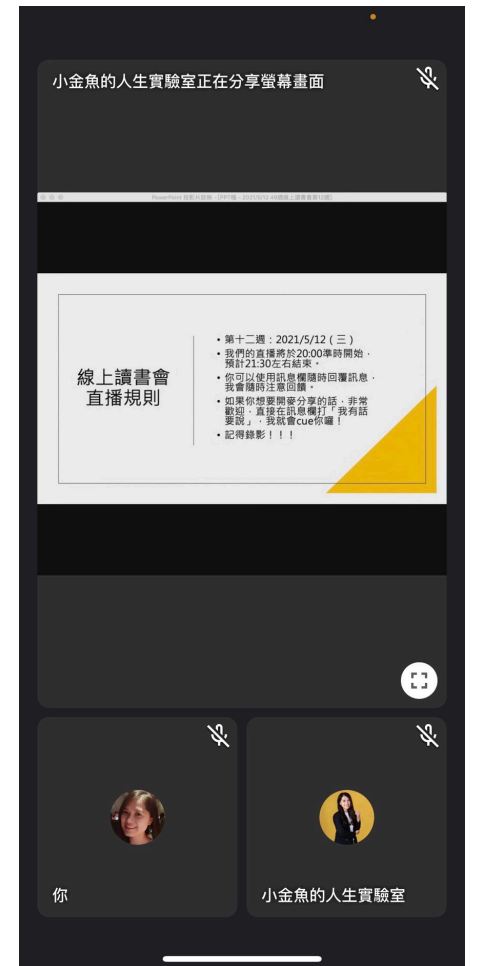 小金魚的人生實驗室正在分享螢幕畫面
線上讀書會
直播規則
• 第十二週：2021/5/12（三）
• 我們的直播將於20:00準時開始，
預計21:30左右結束。
• 你可以使用訊息欄隨時回覆訊息，
我會隨時注意回饋。
• 如果你想要開麥分享的話，非常
歡迎，直接在訊息欄打「我有話
要說」，我就會cue你囉！
• 記得錄影！！！
你
小金魚的人生實驗室